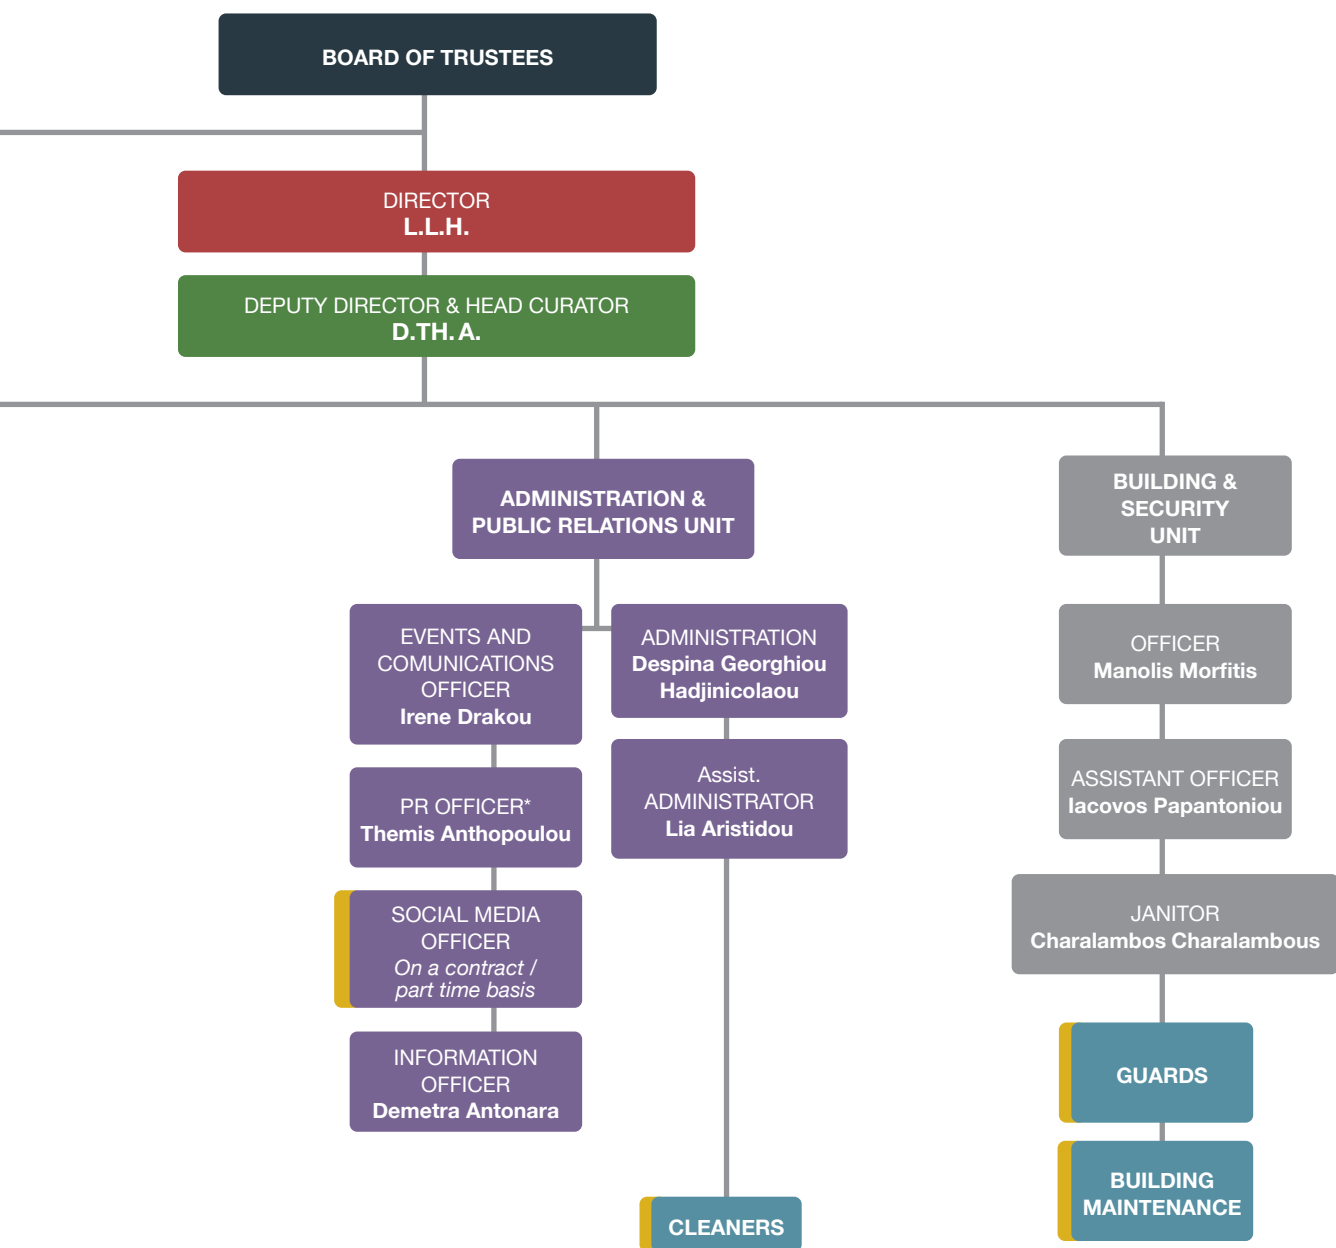 BOARD OF TRUSTEES
DIRECTOR
L.L.H.
DEPUTY DIRECTOR & HEAD CURATOR
D.TH. A.
ADMINISTRATION &
PUBLIC RELATIONS UNIT
BUILDING &
SECURITY
UNIT
EVENTS AND
COMUNICATIONS
OFFICER
Irene Drakou
ADMINISTRATION
Despina Georghiou
Hadjinicolaou
OFFICER
Manolis Morfitis
PR OFFICER*
Themis Anthopoulou
Assist.
ADMINISTRATOR
Lia Aristidou
ASSISTANT OFFICER
Iacovos Papantoniou
SOCIAL MEDIA
OFFICER
On a contract /
part time basis
JANITOR
Charalambos Charalambous
INFORMATION
OFFICER
Demetra Antonara
GUARDS
BUILDING
MAINTENANCE
CLEANERS